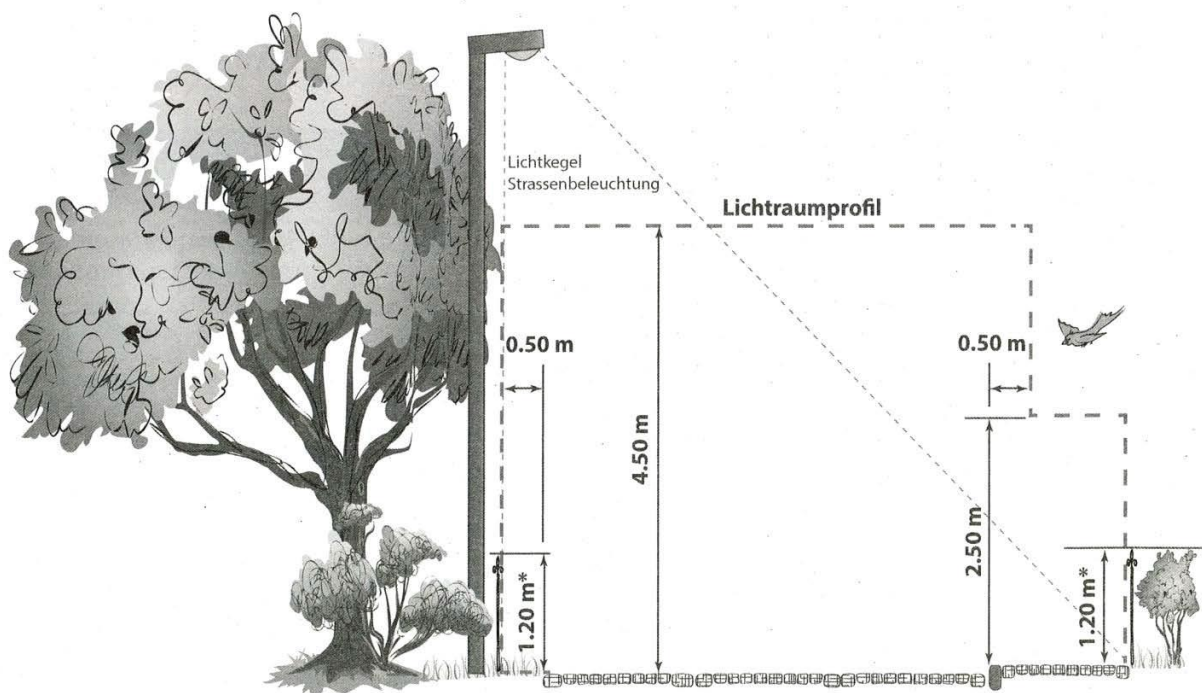 Lichtkegel
Strassenbeleuchtung
Lichtraumprofil
0.50 m
0.50 m
4.50 m
2.50 m
1.20 m*
1.20 m*